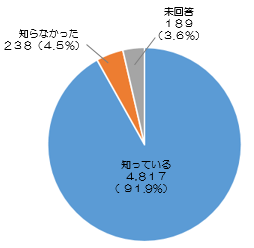 未回答
１８９
（３.６%）
知らなかった
２３８（４.５%）
知っている
４,８１７
（ ９１.９%）